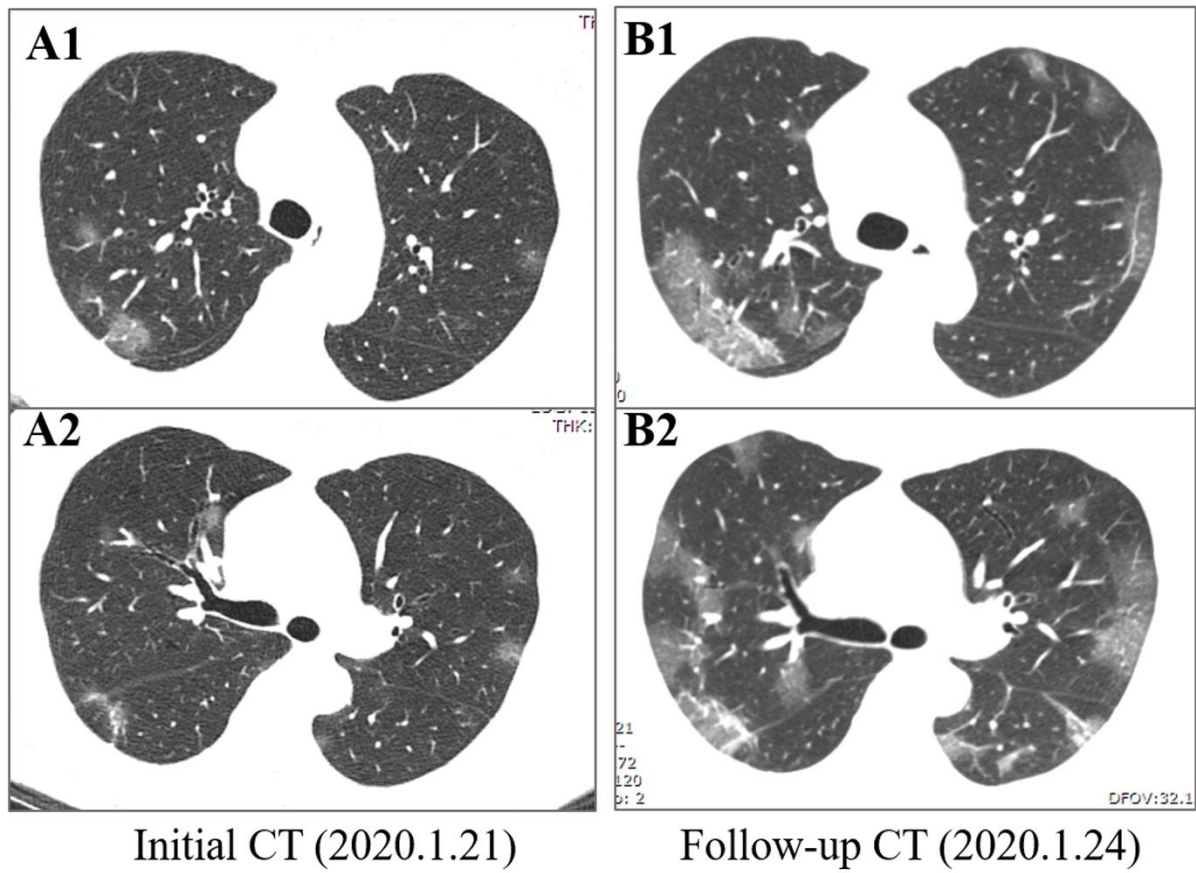 A1
B1
A2
THK:
B2
21
72
120
p: 2
DFOV:32.1
Initial CT (2020.1.21)
Follow-up CT (2020.1.24)